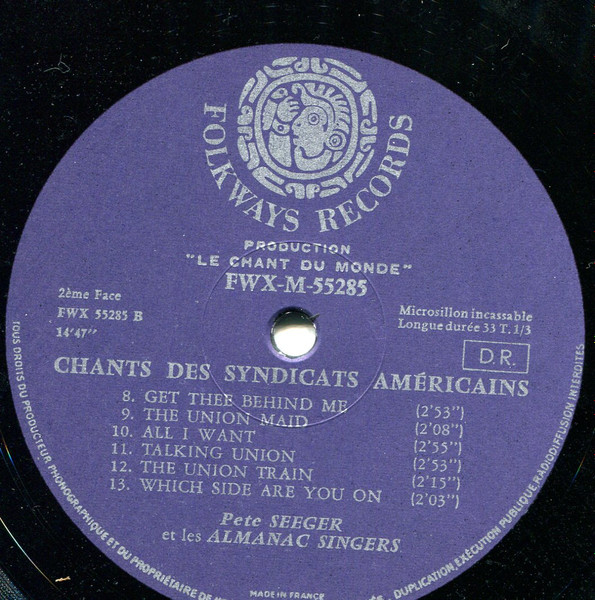 FOLKWAYS RECORDS
PRODUCTION
"LE CHANT DU MONDE"
FWX-M-55285
2ème Face
FWX 55285 B
14'47"
Microsillon incassable
Longue durée 33 T. 1/3
D.R.
CHANTS DES SYNDICATS AMÉRICAINS
8. GET THEE BEHIND ME (2'53")
9. THE UNION MAID (2'08")
10. ALL I WANT (2'55")
11. TALKING UNION (2'53")
12. THE UNION TRAIN (2'15")
13. WHICH SIDE ARE YOU ON (2'03")
Pete SEEGER
et les ALMANAC SINGERS
MADE IN FRANCE
TOUS DROITS DU PRODUCTEUR PHONOGRAPHIQUE ET DU PROPRIÉTAIRE DE
DUPLICATION, EXÉCUTION PUBLIQUE, RADIODIFFUSION INTERDITES